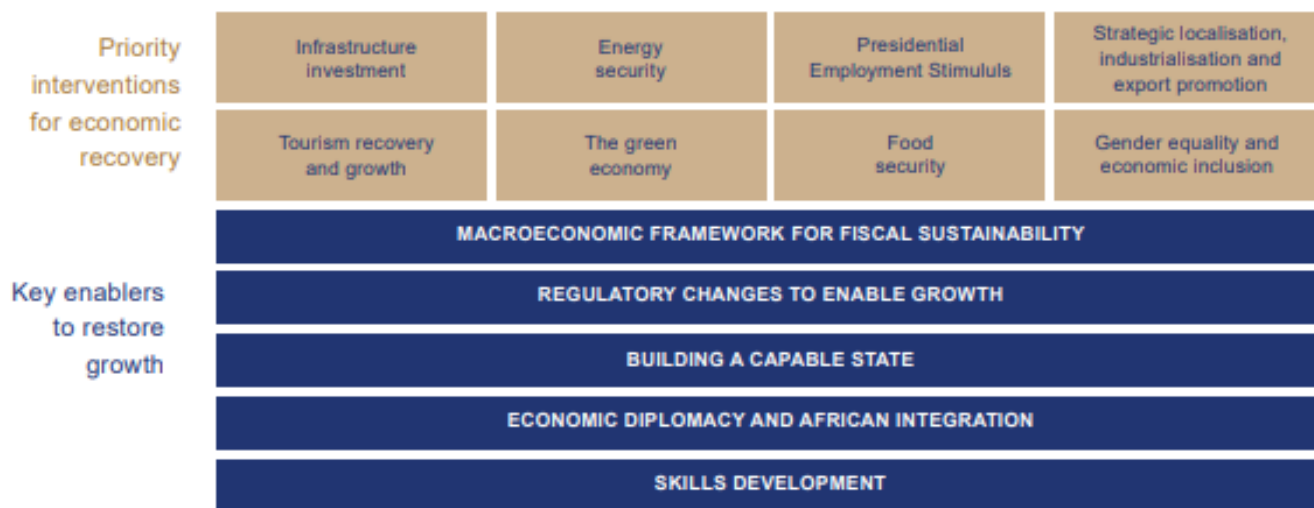 Priority
interventions
for economic
recovery
Infrastructure
investment
Energy
security
Presidential
Employment Stimululs
Strategic localisation,
industrialisation and
export promotion
Tourism recovery
and growth
The green
economy
Food
security
Gender equality and
economic inclusion
Key enablers
to restore
growth
MACROECONOMIC FRAMEWORK FOR FISCAL SUSTAINABILITY
REGULATORY CHANGES TO ENABLE GROWTH
BUILDING A CAPABLE STATE
ECONOMIC DIPLOMACY AND AFRICAN INTEGRATION
SKILLS DEVELOPMENT